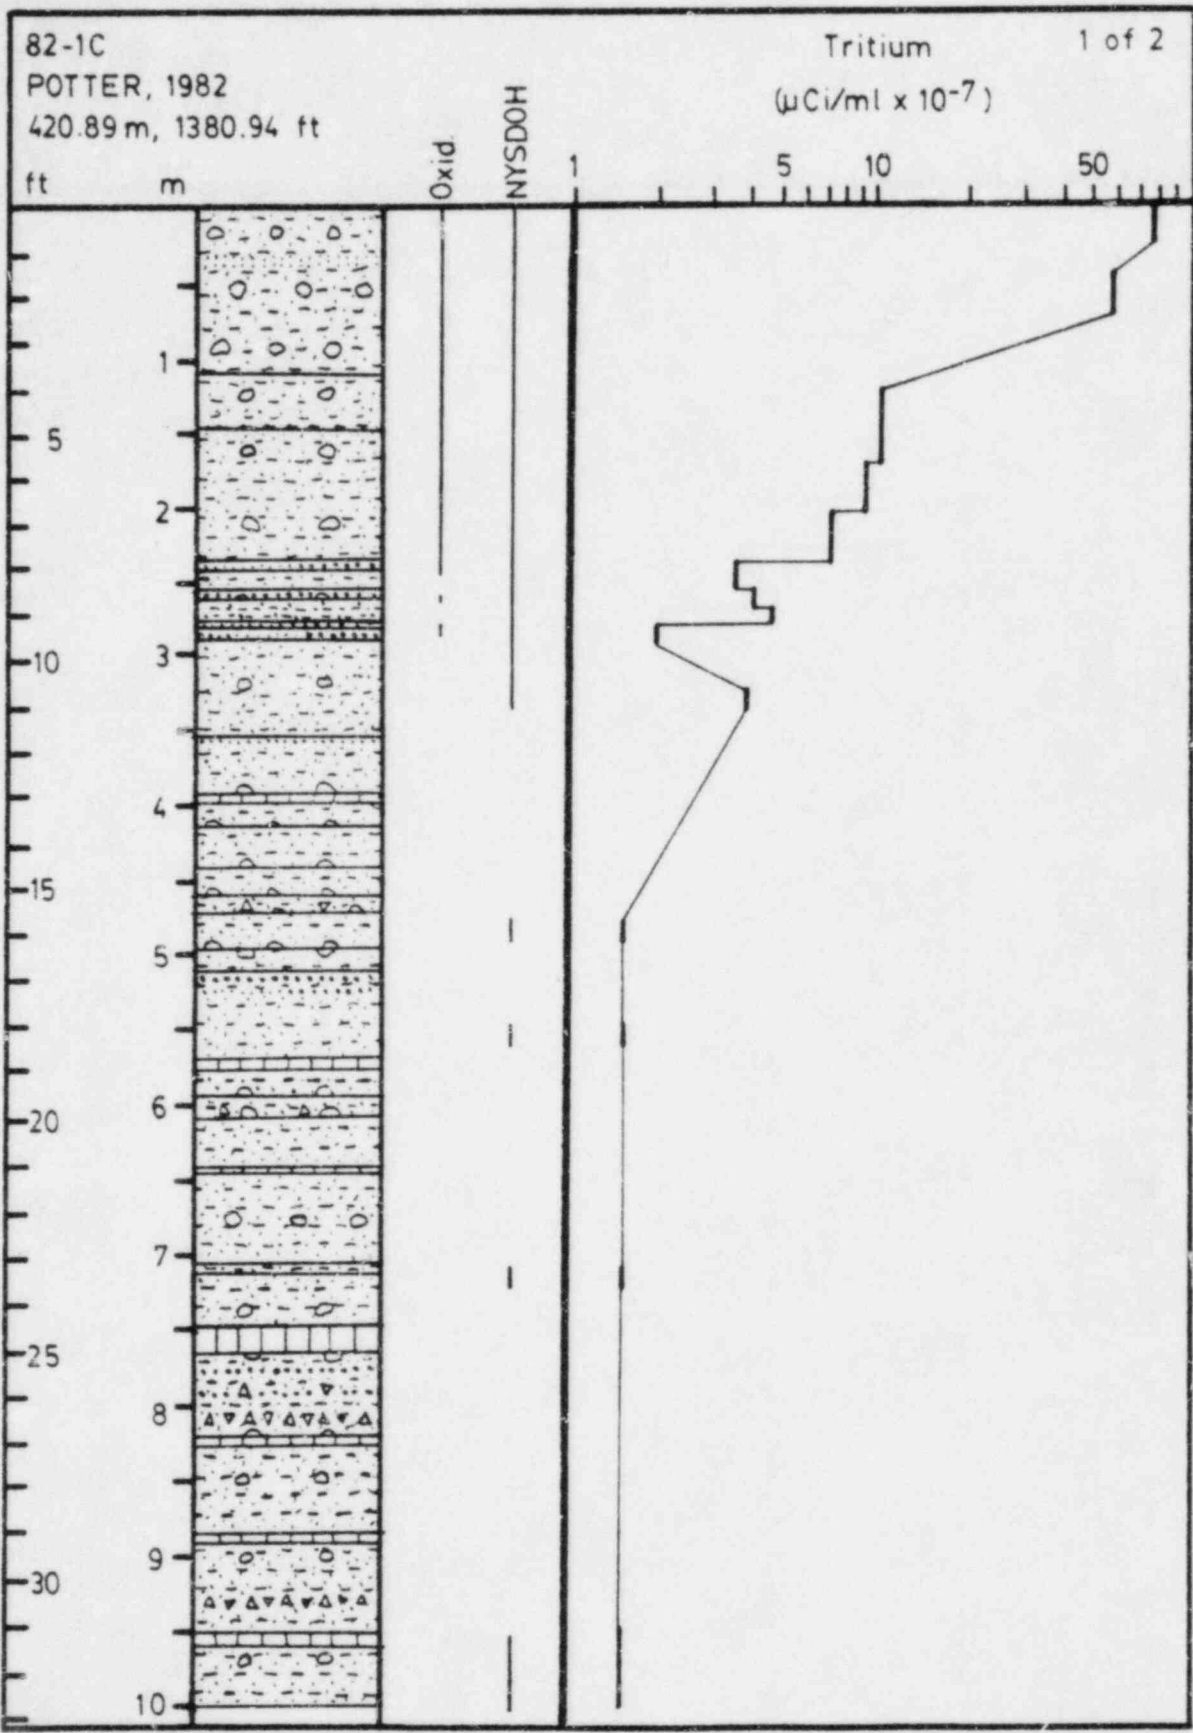 82-1C
POTTER, 1982
420.89 m, 1380.94 ft
Tritium
(μCi/ml x 10⁻⁷)
1 of 2
ft
m
Oxid.
NYSDOH
1
5
10
50
1
5
2
10
3
4
15
5
6
20
7
25
8
9
30
10